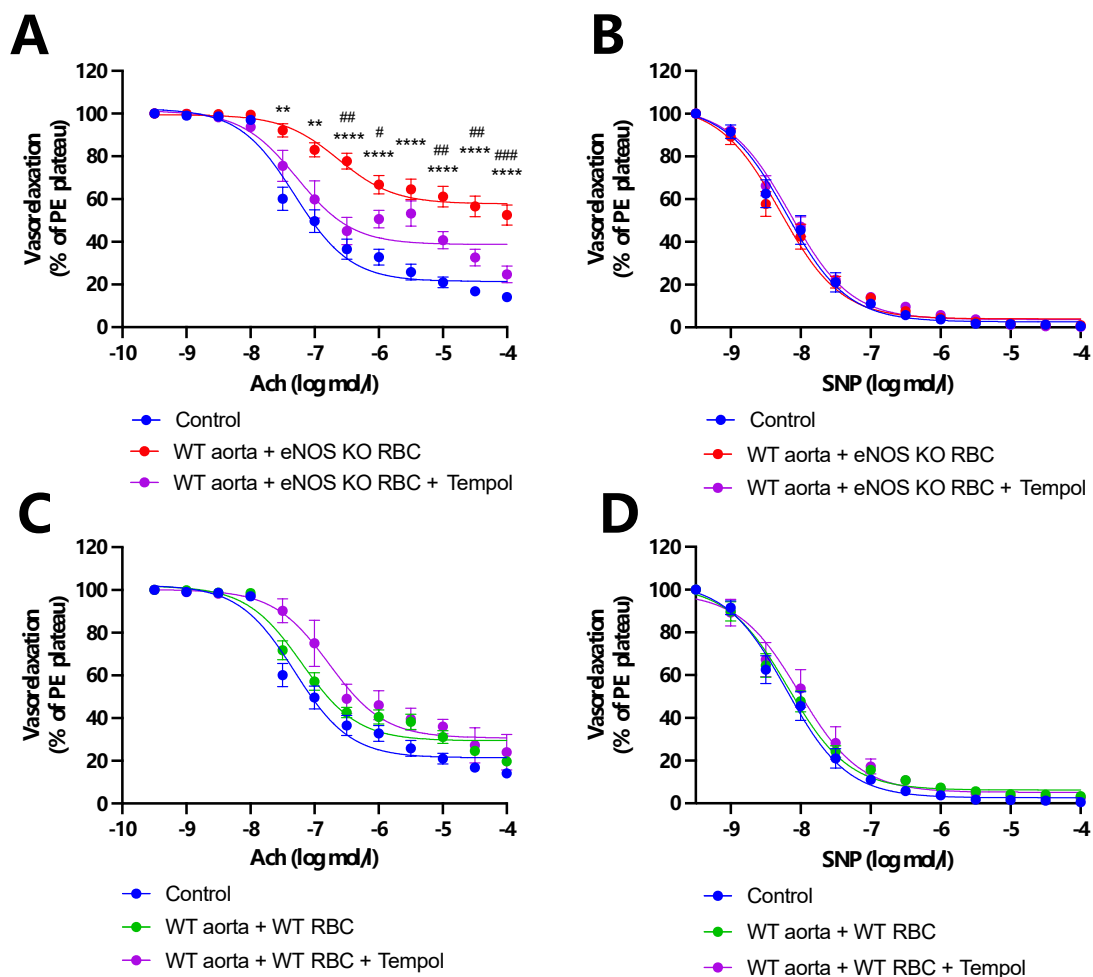 A
B
120
100
80
60
40
20
0
Vasorelaxation
(% of PE plateau)
** ** ## # **** ## ## ###
**** **** **** **** ****
-10 -9 -8 -7 -6 -5 -4
Ach (log mol/l)
Control
WT aorta + eNOS KO RBC
WT aorta + eNOS KO RBC + Tempol
120
100
80
60
40
20
0
Vasorelaxation
(% of PE plateau)
-9 -8 -7 -6 -5 -4
SNP (log mol/l)
Control
WT aorta + eNOS KO RBC
WT aorta + eNOS KO RBC + Tempol
C
D
120
100
80
60
40
20
0
Vasorelaxation
(% of PE plateau)
-10 -9 -8 -7 -6 -5 -4
Ach (log mol/l)
Control
WT aorta + WT RBC
WT aorta + WT RBC + Tempol
120
100
80
60
40
20
0
Vasorelaxation
(% of PE plateau)
-9 -8 -7 -6 -5 -4
SNP (log mol/l)
Control
WT aorta + WT RBC
WT aorta + WT RBC + Tempol